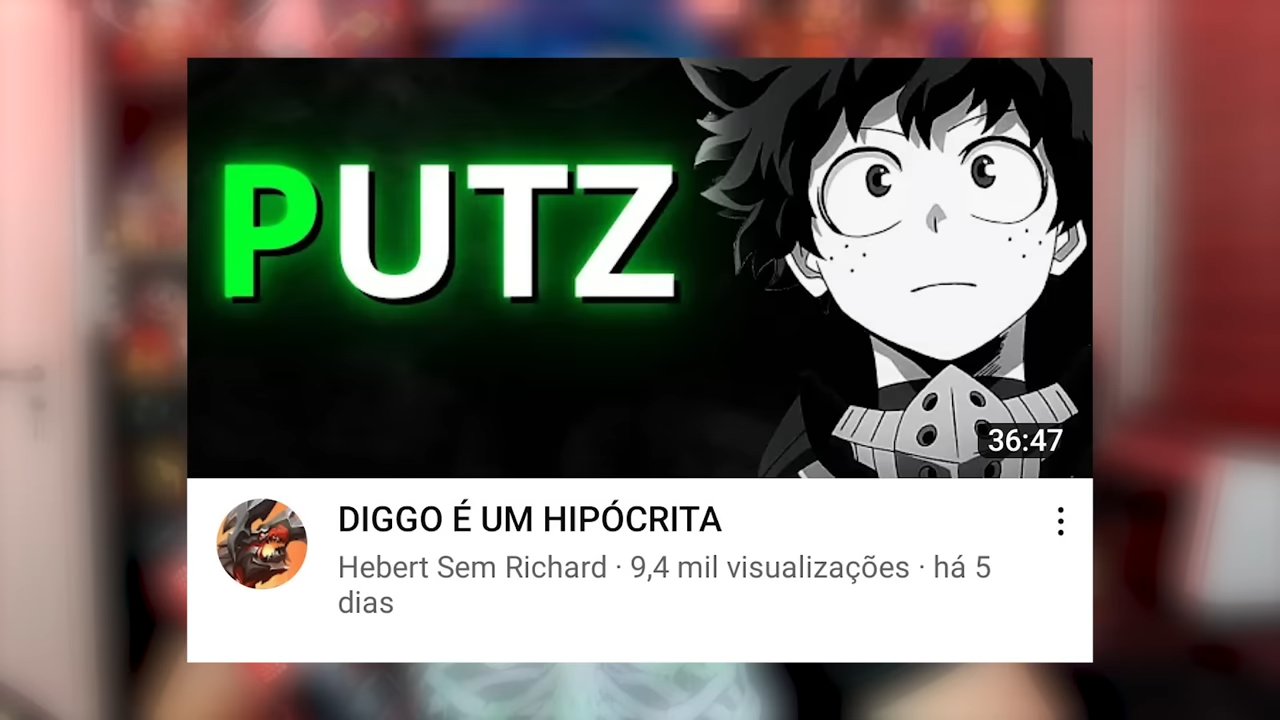 PUTZ
36:47
DIGGO É UM HIPÓCRITA
Hebert Sem Richard · 9,4 mil visualizações · há 5
dias